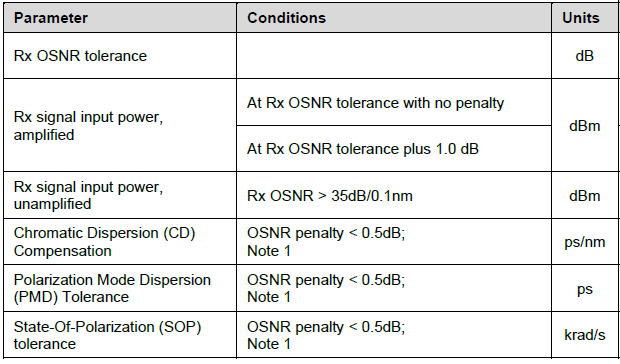 Parameter Conditions Units
Rx OSNR tolerance dB
Rx signal input power,
amplified
At Rx OSNR tolerance with no penalty
At Rx OSNR tolerance plus 1.0 dB
dBm
Rx signal input power,
unamplified
Rx OSNR > 35dB/0.1nm
dBm
Chromatic Dispersion (CD)
Compensation
OSNR penalty < 0.5dB;
Note 1
ps/nm
Polarization Mode Dispersion
(PMD) Tolerance
OSNR penalty < 0.5dB;
Note 1
ps
State-Of-Polarization (SOP)
tolerance
OSNR penalty < 0.5dB;
Note 1
krad/s